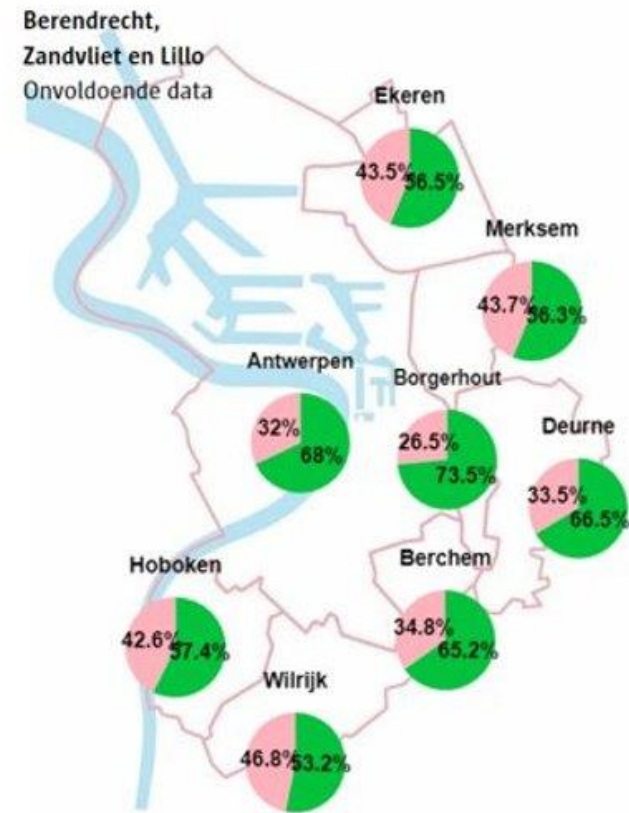 Berendrecht,
Zandvliet en Lillo
Onvoldoende data
Ekeren
43.5% 56.5%
Merksem
43.7% 56.3%
Antwerpen
32%
68%
Borgerhout
26.5%
73.5%
Deurne
33.5%
66.5%
Hoboken
42.6%
57.4%
Berchem
34.8%
65.2%
Wilrijk
46.8% 53.2%